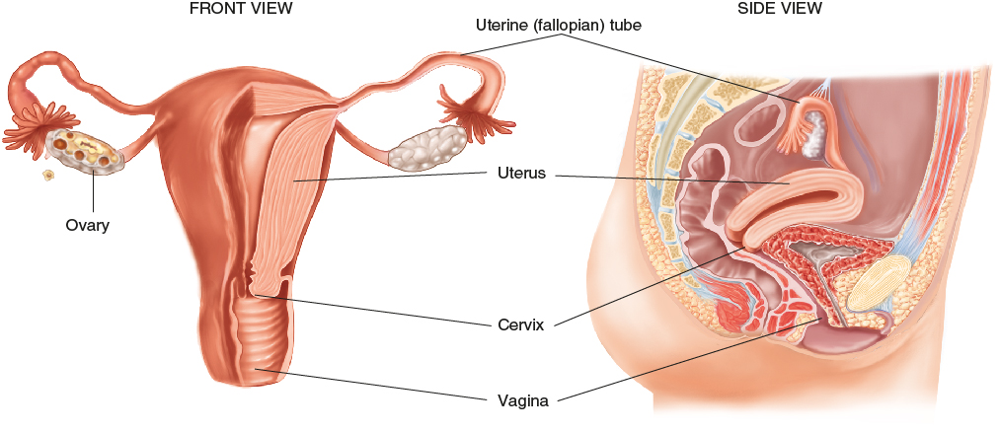 FRONT VIEW
SIDE VIEW
Uterine (fallopian) tube
Uterus
Ovary
Cervix
Vagina